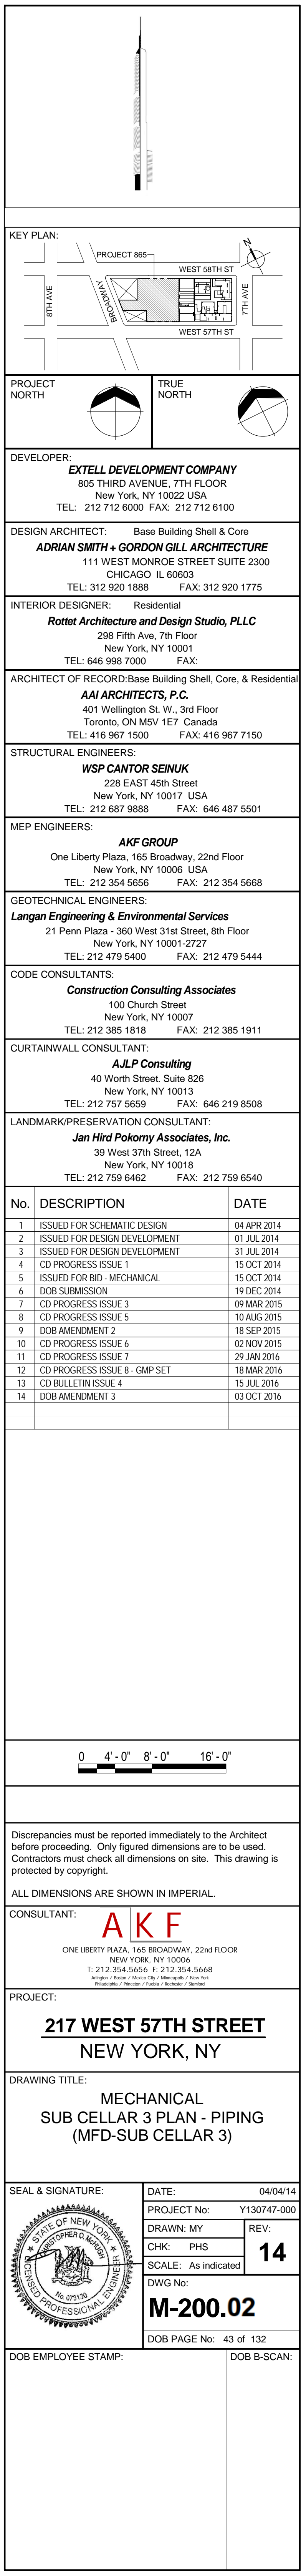 KEY PLAN:
N
PROJECT 865
WEST 58TH ST
8TH AVE
BROADWAY
7TH AVE
WEST 57TH ST
PROJECT NORTH
TRUE NORTH
DEVELOPER:
EXTELL DEVELOPMENT COMPANY
805 THIRD AVENUE, 7TH FLOOR
New York, NY 10022 USA
TEL: 212 712 6000 FAX: 212 712 6100
DESIGN ARCHITECT: Base Building Shell & Core
ADRIAN SMITH + GORDON GILL ARCHITECTURE
111 WEST MONROE STREET SUITE 2300
CHICAGO IL 60603
TEL: 312 920 1888 FAX: 312 920 1775
INTERIOR DESIGNER: Residential
Rottet Architecture and Design Studio, PLLC
298 Fifth Ave, 7th Floor
New York, NY 10001
TEL: 646 998 7000 FAX:
ARCHITECT OF RECORD:Base Building Shell, Core, & Residential
AAI ARCHITECTS, P.C.
401 Wellington St. W., 3rd Floor
Toronto, ON M5V 1E7 Canada
TEL: 416 967 1500 FAX: 416 967 7150
STRUCTURAL ENGINEERS:
WSP CANTOR SEINUK
228 EAST 45th Street
New York, NY 10017 USA
TEL: 212 687 9888 FAX: 646 487 5501
MEP ENGINEERS:
AKF GROUP
One Liberty Plaza, 165 Broadway, 22nd Floor
New York, NY 10006 USA
TEL: 212 354 5656 FAX: 212 354 5668
GEOTECHNICAL ENGINEERS:
Langan Engineering & Environmental Services
21 Penn Plaza - 360 West 31st Street, 8th Floor
New York, NY 10001-2727
TEL: 212 479 5400 FAX: 212 479 5444
CODE CONSULTANTS:
Construction Consulting Associates
100 Church Street
New York, NY 10007
TEL: 212 385 1818 FAX: 212 385 1911
CURTAINWALL CONSULTANT:
AJLP Consulting
40 Worth Street. Suite 826
New York, NY 10013
TEL: 212 757 5659 FAX: 646 219 8508
LANDMARK/PRESERVATION CONSULTANT:
Jan Hird Pokorny Associates, Inc.
39 West 37th Street, 12A
New York, NY 10018
TEL: 212 759 6462 FAX: 212 759 6540
No. DESCRIPTION DATE
1 ISSUED FOR SCHEMATIC DESIGN 04 APR 2014
2 ISSUED FOR DESIGN DEVELOPMENT 01 JUL 2014
3 ISSUED FOR DESIGN DEVELOPMENT 31 JUL 2014
4 CD PROGRESS ISSUE 1 15 OCT 2014
5 ISSUED FOR BID - MECHANICAL 15 OCT 2014
6 DOB SUBMISSION 19 DEC 2014
7 CD PROGRESS ISSUE 3 09 MAR 2015
8 CD PROGRESS ISSUE 5 10 AUG 2015
9 DOB AMENDMENT 2 18 SEP 2015
10 CD PROGRESS ISSUE 6 02 NOV 2015
11 CD PROGRESS ISSUE 7 29 JAN 2016
12 CD PROGRESS ISSUE 8 - GMP SET 18 MAR 2016
13 CD BULLETIN ISSUE 4 15 JUL 2016
14 DOB AMENDMENT 3 03 OCT 2016
0 4' - 0" 8' - 0" 16' - 0"
Discrepancies must be reported immediately to the Architect
before proceeding. Only figured dimensions are to be used.
Contractors must check all dimensions on site. This drawing is
protected by copyright.
ALL DIMENSIONS ARE SHOWN IN IMPERIAL.
CONSULTANT:
AKF
ONE LIBERTY PLAZA, 165 BROADWAY, 22nd FLOOR
NEW YORK, NY 10006
T: 212.354.5656 F: 212.354.5668
Arlington / Boston / Mexico City / Minneapolis / New York
Philadelphia / Princeton / Puebla / Rochester / Stamford
PROJECT:
217 WEST 57TH STREET
NEW YORK, NY
DRAWING TITLE:
MECHANICAL
SUB CELLAR 3 PLAN - PIPING
(MFD-SUB CELLAR 3)
SEAL & SIGNATURE:
STATE OF NEW YORK
CHRISTOPHER O. McHUGH
No. 072130
LICENSED PROFESSIONAL ENGINEER
DATE: 04/04/14
PROJECT No: Y130747-000
DRAWN: MY
REV:
14
CHK: PHS
SCALE: As indicated
DWG No:
M-200.02
DOB PAGE No: 43 of 132
DOB EMPLOYEE STAMP:
DOB B-SCAN: